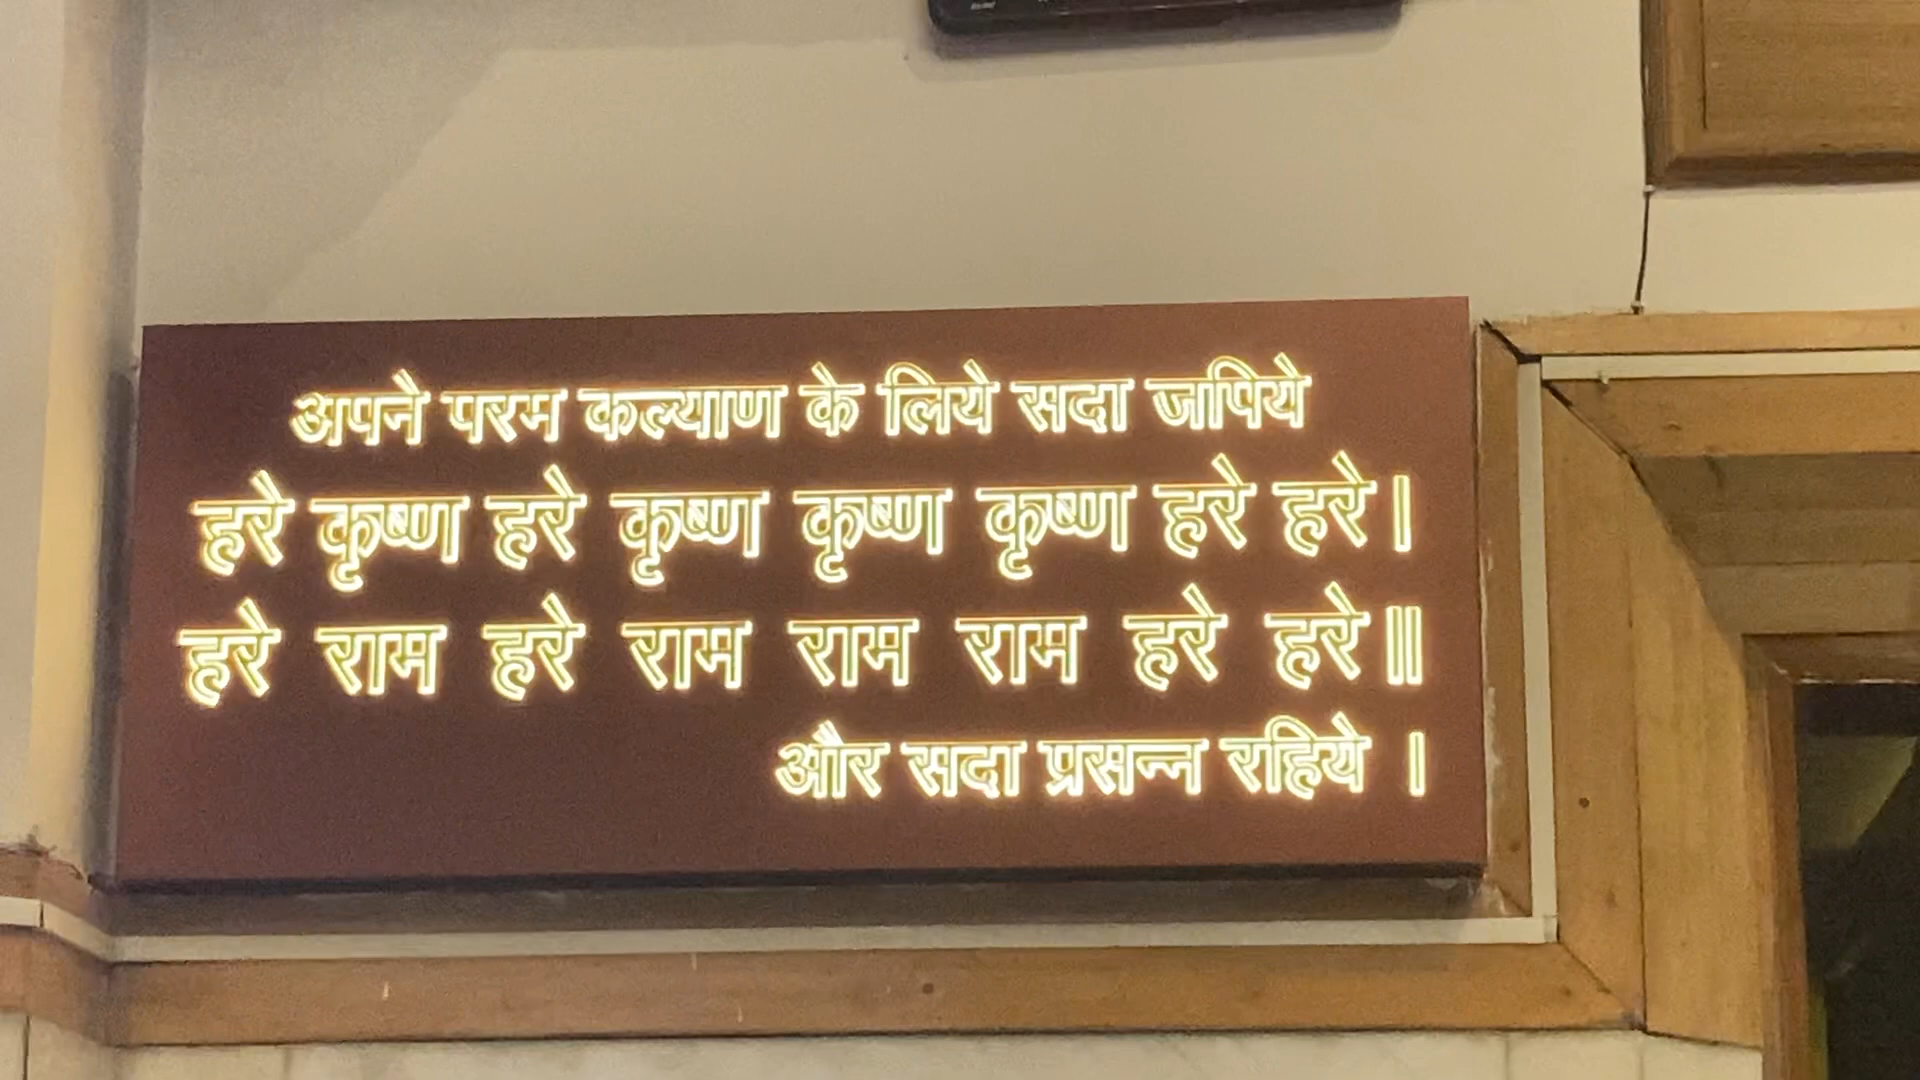 अपने परम कल्याण के लिये सदा जपिये
हरे कृष्ण हरे कृष्ण कृष्ण कृष्ण हरे हरे।
हरे राम हरे राम राम राम हरे हरे॥
और सदा प्रसन्न रहिये ।